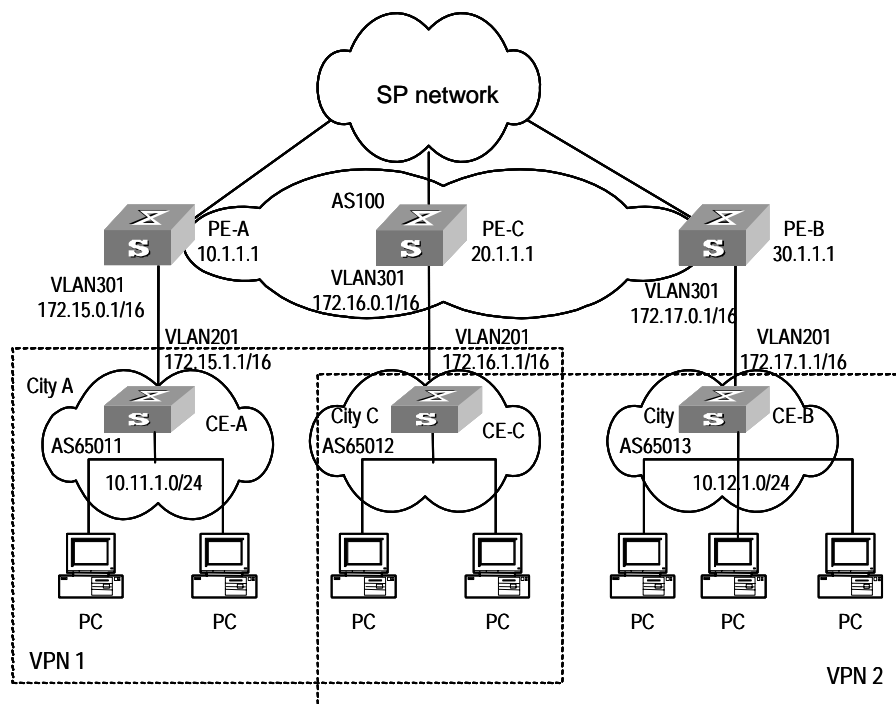 SP network
AS100
PE-A
10.1.1.1
PE-C
20.1.1.1
PE-B
30.1.1.1
VLAN301
172.15.0.1/16
VLAN301
172.16.0.1/16
VLAN301
172.17.0.1/16
VLAN201
172.15.1.1/16
VLAN201
172.16.1.1/16
VLAN201
172.17.1.1/16
City A
CE-A
AS65011
10.11.1.0/24
City C
CE-C
AS65012
City
CE-B
AS65013
10.12.1.0/24
S
S
S
S
S
S
PC
PC
PC
PC
PC
PC
PC
VPN 1
VPN 2